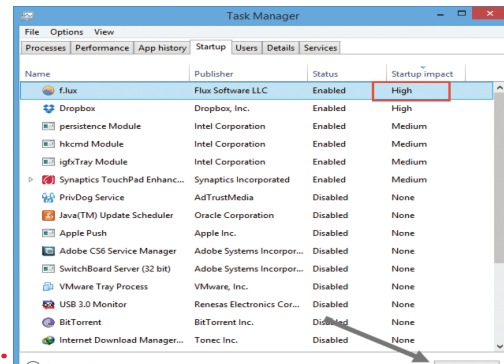 Task Manager
File Options View
Processes Performance App history Startup Users Details Services
Name Publisher Status Startup impact
f.lux Flux Software LLC Enabled High
Dropbox Dropbox, Inc. Enabled High
persistence Module Intel Corporation Enabled Medium
hkcmd Module Intel Corporation Enabled Medium
igfxTray Module Intel Corporation Enabled Medium
Synaptics TouchPad Enhanc... Synaptics Incorporated Enabled Medium
PrivDog Service AdTrustMedia Disabled None
Java(TM) Update Scheduler Oracle Corporation Disabled None
Apple Push Apple Inc. Disabled None
Adobe CS6 Service Manager Adobe Systems Incorpor... Disabled None
SwitchBoard Server (32 bit) Adobe Systems Incorpor... Disabled None
VMware Tray Process VMware, Inc. Disabled None
USB 3.0 Monitor Renesas Electronics Cor... Disabled None
BitTorrent BitTorrent Inc. Disabled None
Internet Download Manager... Tonec Inc. Disabled None